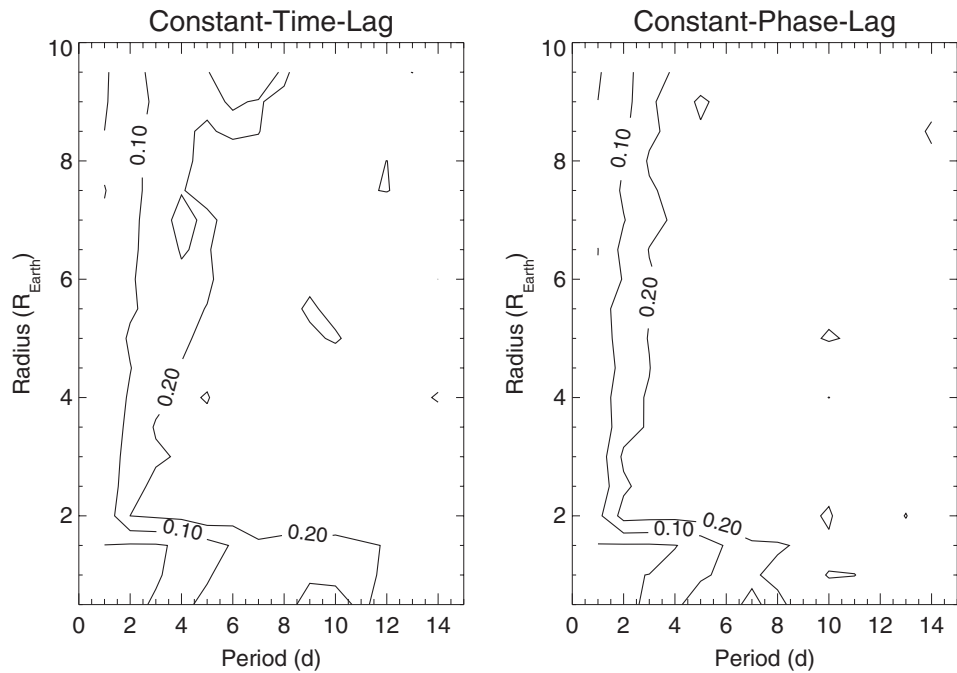 Constant-Time-Lag
10
8
6
4
2
0 2 4 6 8 10 12 14
Radius (R_Earth)
Period (d)
0.10
0.20
0.10
0.20
Constant-Phase-Lag
10
8
6
4
2
0 2 4 6 8 10 12 14
Radius (R_Earth)
Period (d)
0.10
0.20
0.20
0.10